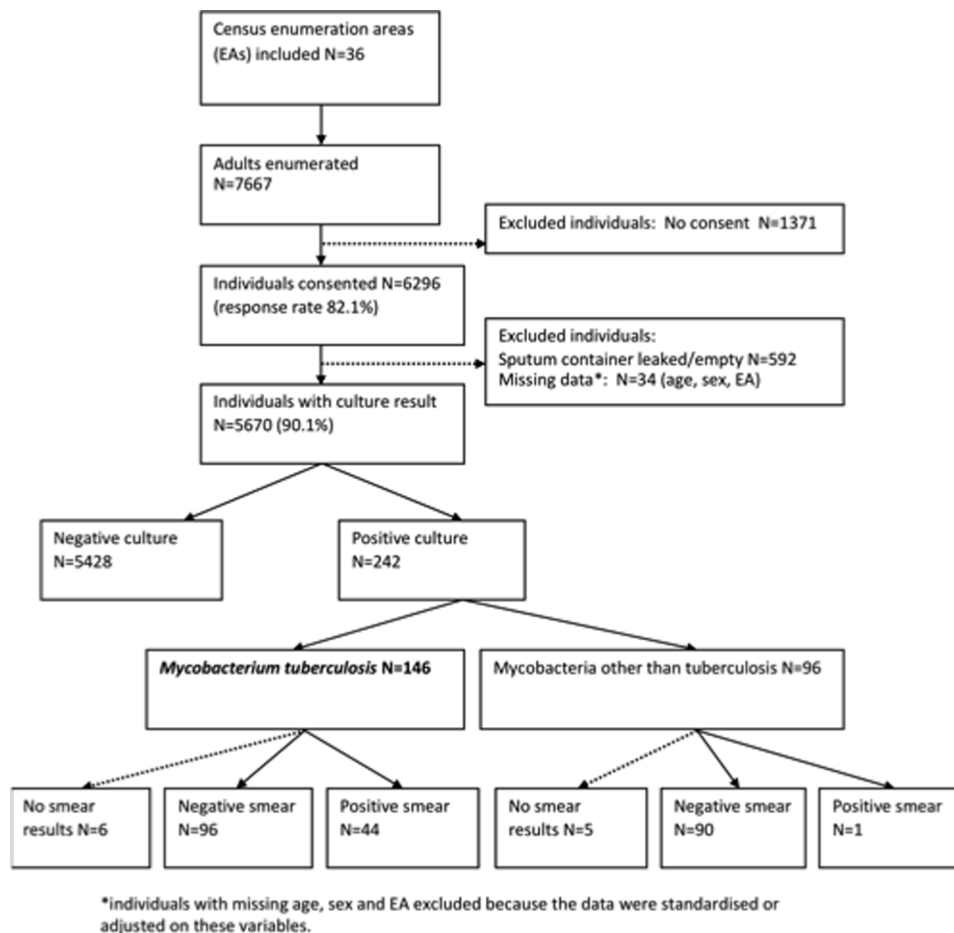 Census enumeration areas
(EAs) included N=36
Adults enumerated
N=7667
Excluded individuals:  No consent  N=1371
Individuals consented N=6296
(response rate 82.1%)
Excluded individuals:
Sputum container leaked/empty N=592
Missing data*:  N=34 (age, sex, EA)
Individuals with culture result
N=5670 (90.1%)
Negative culture
N=5428
Positive culture
N=242
Mycobacterium tuberculosis N=146
Mycobacteria other than tuberculosis N=96
No smear
results N=6
Negative smear
N=96
Positive smear
N=44
No smear
results N=5
Negative smear
N=90
Positive smear
N=1
*individuals with missing age, sex and EA excluded because the data were standardised or
adjusted on these variables.